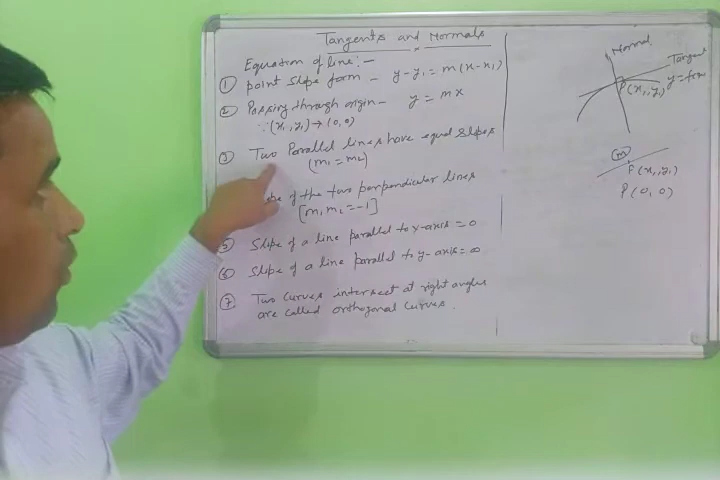 Tangents and Normals
Equation of line:-
① point slope form - y-y₁ = m(x-x₁)
② Passing through origin - y = mx
∵ (x₁,y₁) → (0,0)
③ Two Parallel lines have equal slopes
(m₁ = m₂)
of the two perpendicular lines
[m₁m₂ = -1]
⑤ Slope of a line parallel to x-axis = 0
⑥ Slope of a line parallel to y-axis = ∞
⑦ Two curves intersect at right angles
are called orthogonal curves.
Normal
Tangent
P(x₁,y₁)
m
P(x₁,y₁)
P(0,0)